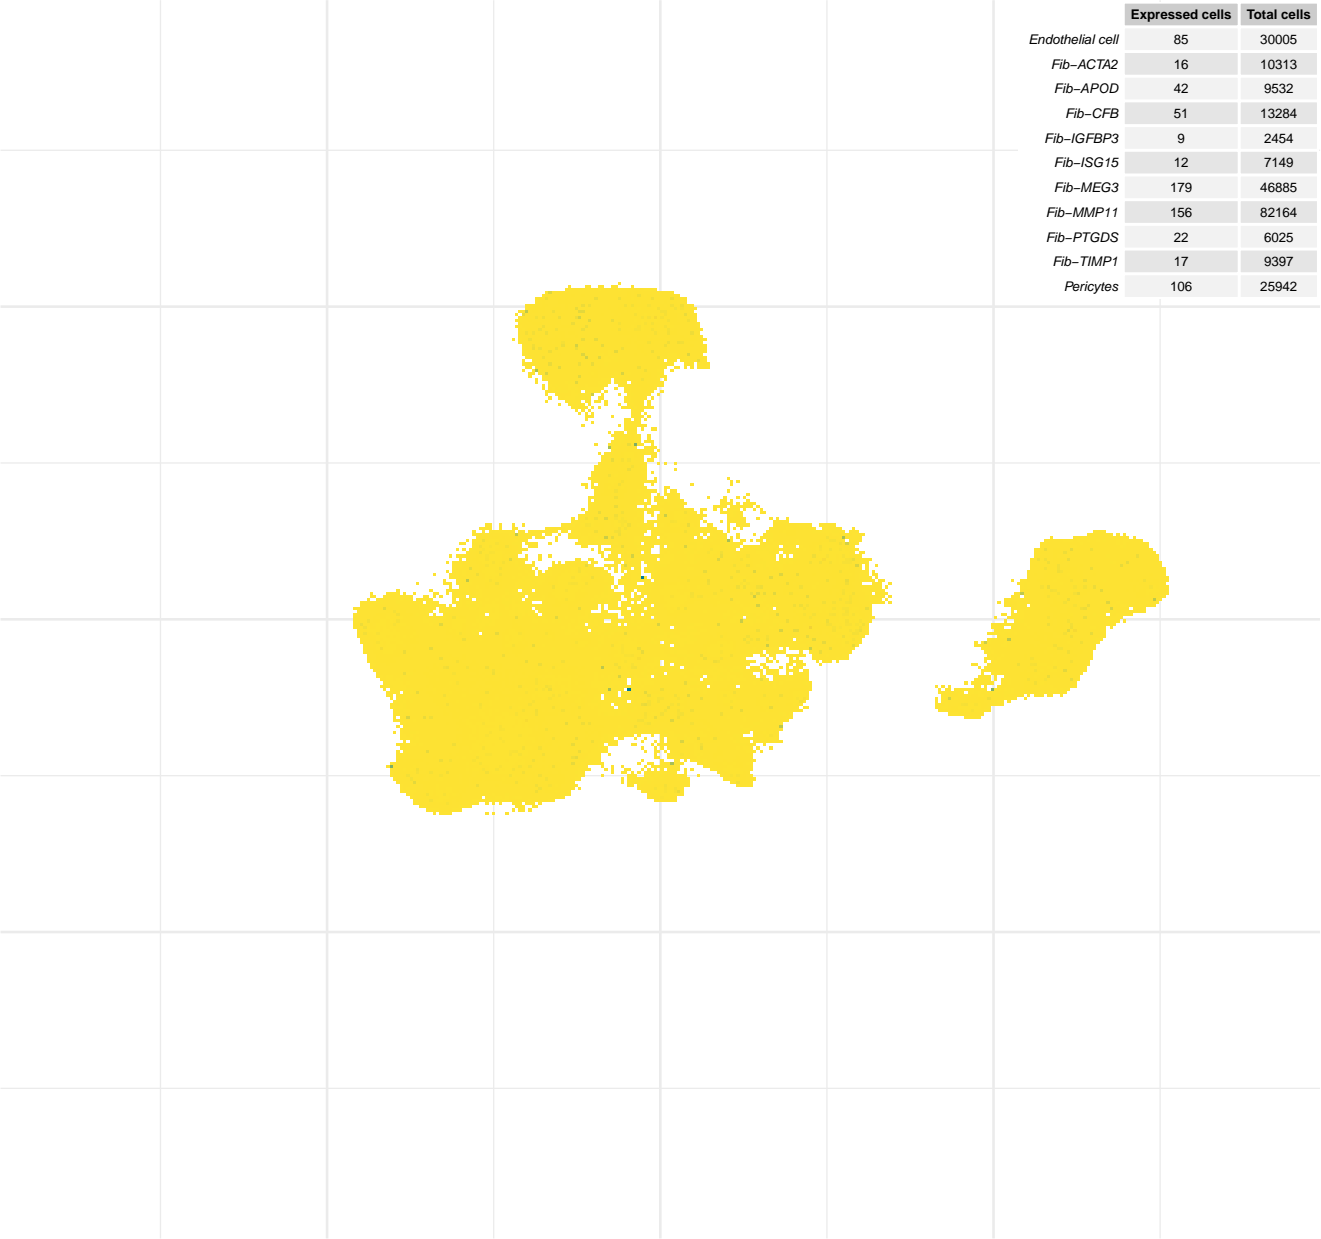 Expressed cells Total cells
Endothelial cell 85 30005
Fib−ACTA2 16 10313
Fib−APOD 42 9532
Fib−CFB 51 13284
Fib−IGFBP3 9 2454
Fib−ISG15 12 7149
Fib−MEG3 179 46885
Fib−MMP11 156 82164
Fib−PTGDS 22 6025
Fib−TIMP1 17 9397
Pericytes 106 25942